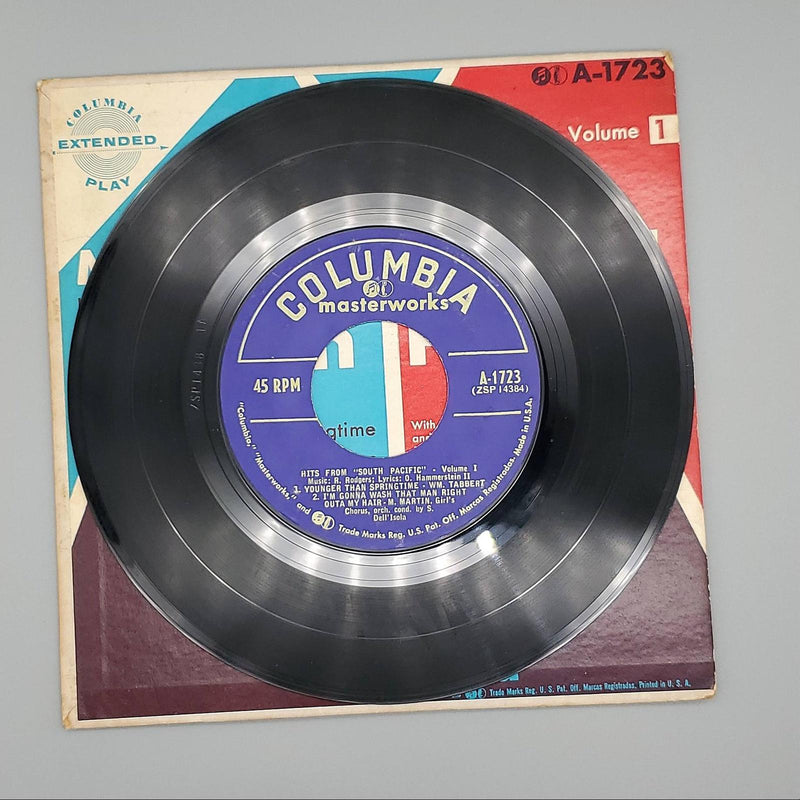 A-1723
Volume 1
COLUMBIA
EXTENDED
PLAY
COLUMBIA
masterworks
45 RPM
A-1723
(ZSP 14384)
gtime
With
HITS FROM "SOUTH PACIFIC" - Volume I
Music: R. Rodgers; Lyrics: O. Hammerstein II
1. YOUNGER THAN SPRINGTIME - WM. TABBERT
2. I'M GONNA WASH THAT MAN RIGHT
OUTA MY HAIR - M. MARTIN. Girl's
Chorus, orch. cond. by S.
Dell'Isola
"Columbia," "Masterworks," and Trade Marks Reg. U.S. Pat. Off. Marcas Registradas. Made in U.S.A.
Trade Marks Reg. U. S. Pat. Off. Marcas Registradas, Printed in U. S. A.